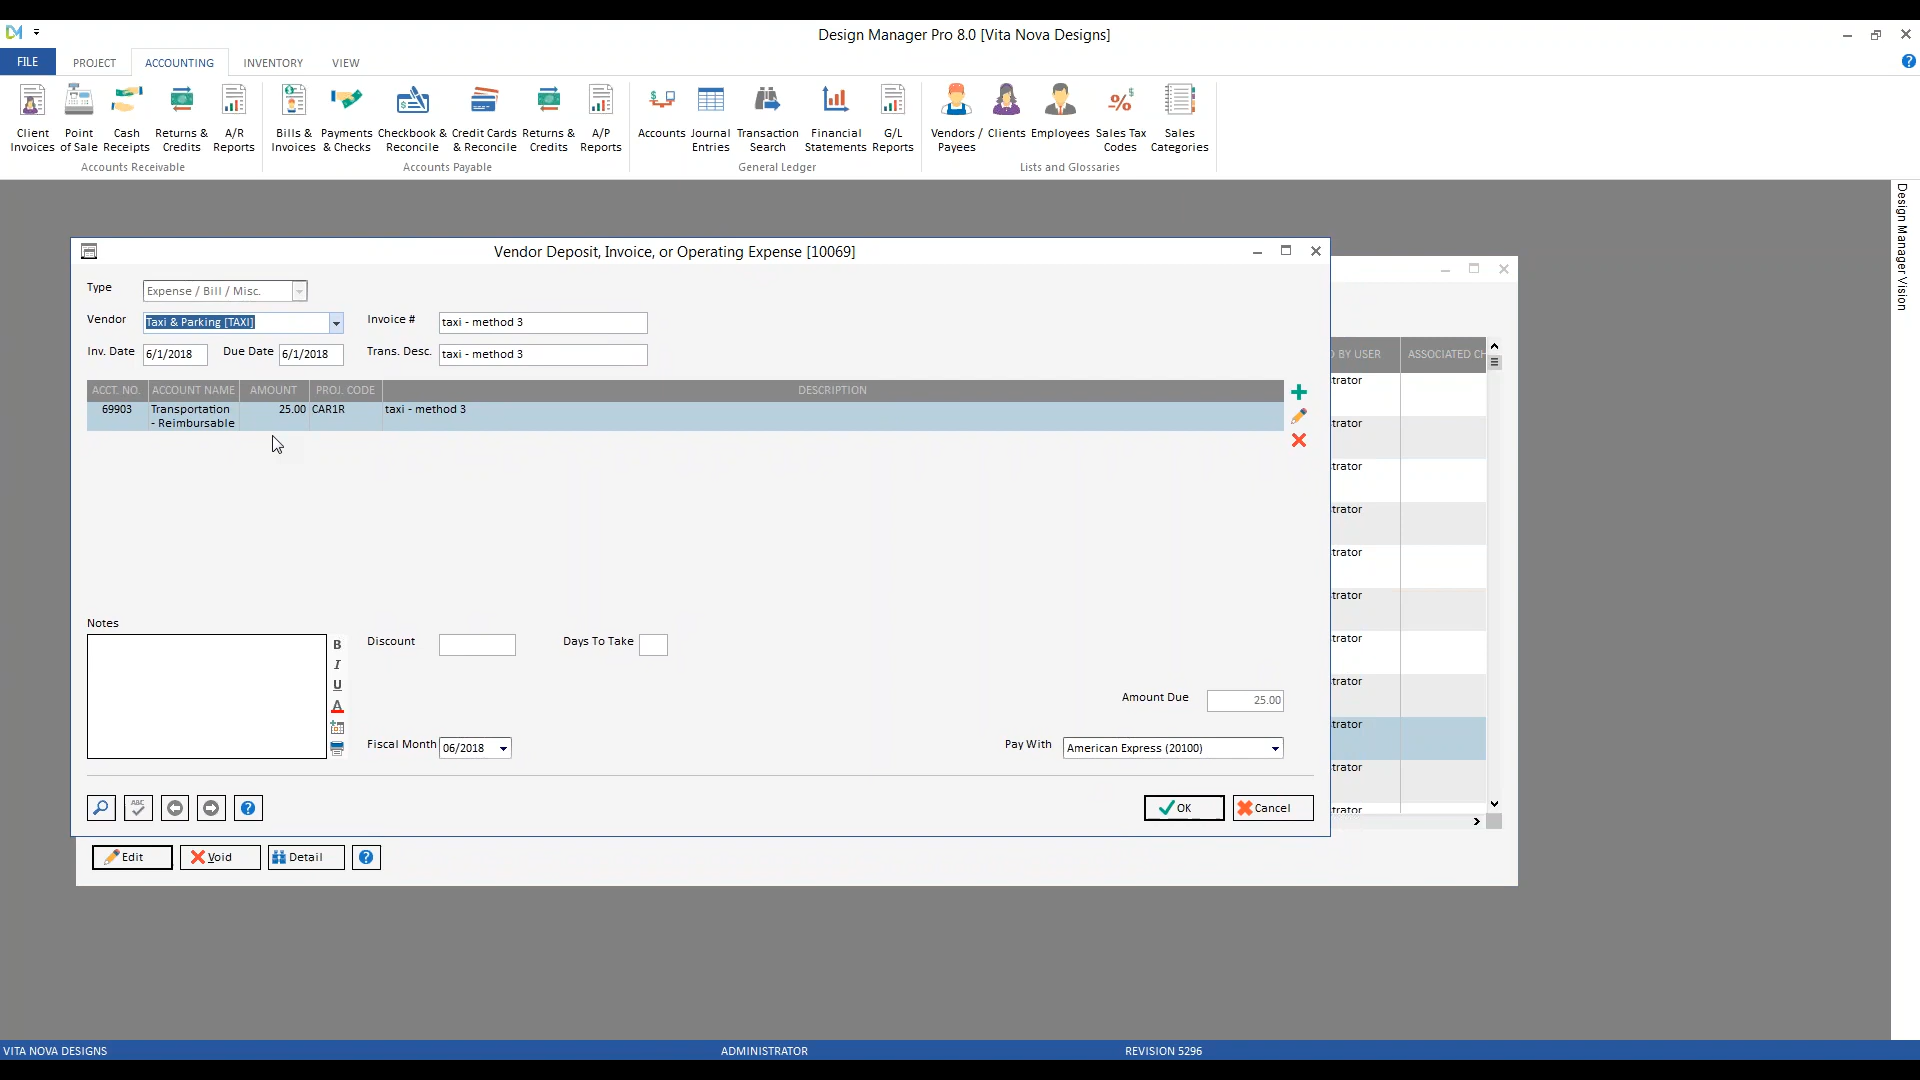 Design Manager Pro 8.0 [Vita Nova Designs]
FILE PROJECT ACCOUNTING INVENTORY VIEW
Client Invoices
Point of Sale
Cash Receipts
Returns & Credits
A/R Reports
Accounts Receivable
Bills & Invoices
Payments & Checks
Checkbook & Reconcile
Credit Cards & Reconcile
Returns & Credits
A/P Reports
Accounts Payable
Accounts
Journal Entries
Transaction Search
Financial Statements
G/L Reports
General Ledger
Vendors / Payees
Clients
Employees
Sales Tax Codes
Sales Categories
Lists and Glossaries
Design Manager Vision
Vendor Deposit, Invoice, or Operating Expense [10069]
Type Expense / Bill / Misc.
Vendor Taxi & Parking [TAXI] Invoice # taxi - method 3
Inv. Date 6/1/2018 Due Date 6/1/2018 Trans. Desc. taxi - method 3
ACCT. NO. ACCOUNT NAME AMOUNT PROJ. CODE DESCRIPTION
69903 Transportation - Reimbursable 25.00 CAR1R taxi - method 3
BY USER ASSOCIATED CH
trator
trator
trator
trator
trator
trator
trator
trator
trator
trator
trator
Notes
B
I
U
A
Discount Days To Take
Amount Due 25.00
Fiscal Month 06/2018 Pay With American Express (20100)
ABC
OK Cancel
Edit Void Detail
VITA NOVA DESIGNS ADMINISTRATOR REVISION 5296